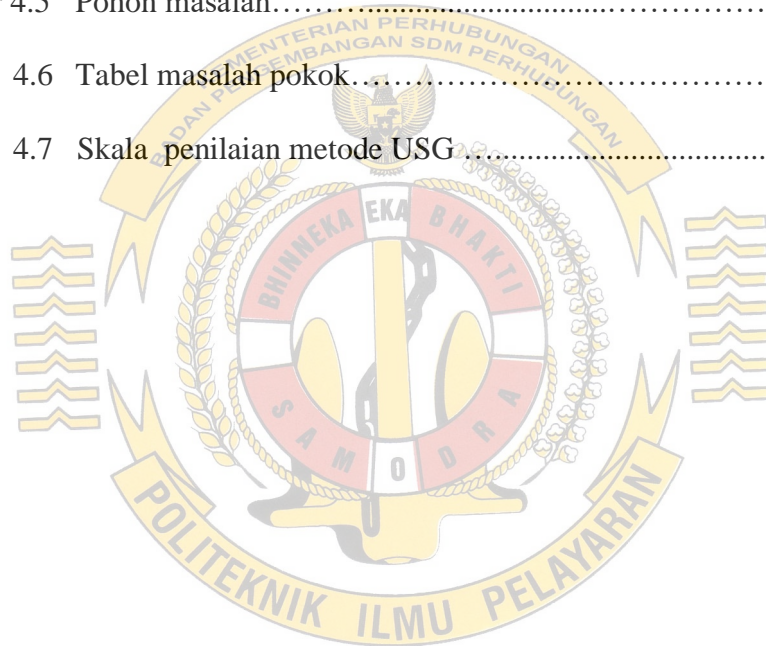 4.5 Pohon masalah……….................................………………
4.6 Tabel masalah pokok……………………………………
4.7 Skala penilaian metode USG …..................................
BADAN PENGEMBANGAN SDM PERHUBUNGAN
KEMENTERIAN PERHUBUNGAN
BHINNEKA EKA BHAKTI
SAMODRA
POLITEKNIK ILMU PELAYARAN